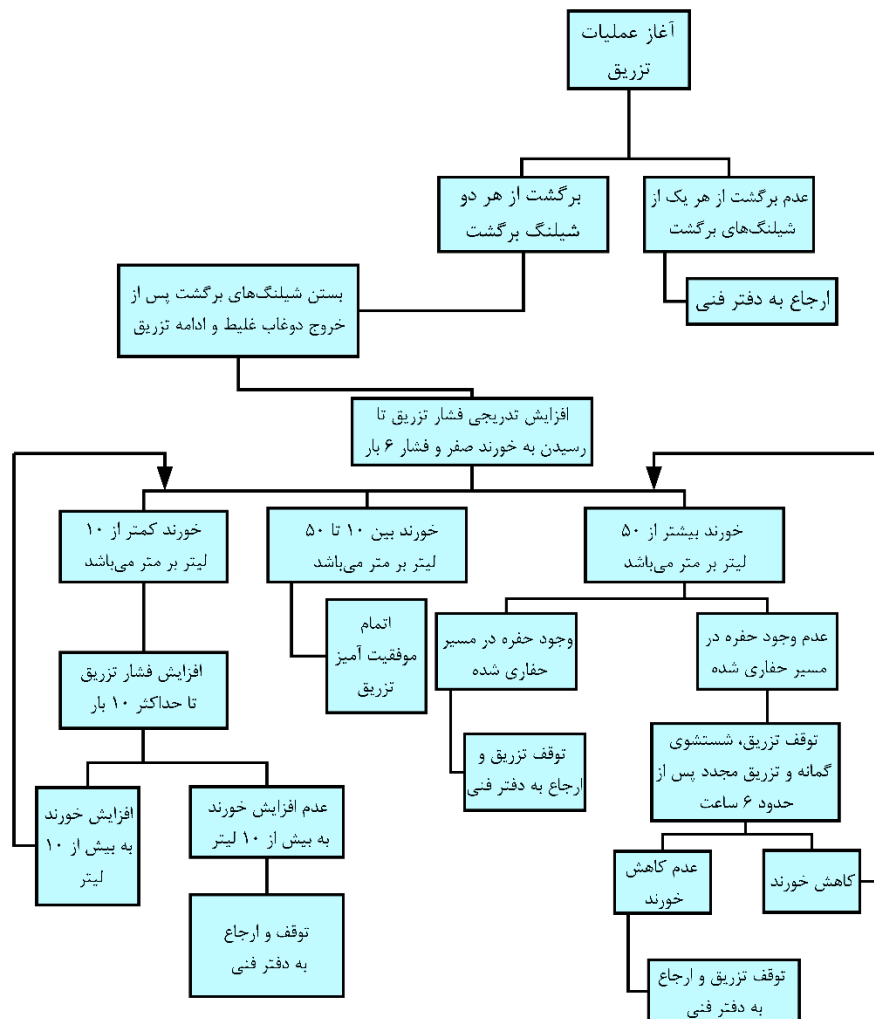 آغاز عملیات
تزریق
عدم برگشت از هر یک از
شیلنگ‌های برگشت
برگشت از هر دو
شیلنگ برگشت
ارجاع به دفتر فنی
بستن شیلنگ‌های برگشت پس از
خروج دوغاب غلیظ و ادامه تزریق
افزایش تدریجی فشار تزریق تا
رسیدن به خورند صفر و فشار ۶ بار
خورند بیشتر از ۵۰
لیتر بر متر می‌باشد
خورند بین ۱۰ تا ۵۰
لیتر بر متر می‌باشد
خورند کمتر از ۱۰
لیتر بر متر می‌باشد
عدم وجود حفره در
مسیر حفاری شده
وجود حفره در مسیر
حفاری شده
اتمام
موفقیت آمیز
تزریق
افزایش فشار تزریق
تا حداکثر ۱۰ بار
توقف تزریق، شستشوی
گمانه و تزریق مجدد پس از
حدود ۶ ساعت
توقف تزریق و
ارجاع به دفتر فنی
عدم افزایش خورند
به بیش از ۱۰ لیتر
افزایش خورند
به بیش از ۱۰
لیتر
کاهش خورند
عدم کاهش
خورند
توقف و ارجاع
به دفتر فنی
توقف تزریق و ارجاع
به دفتر فنی